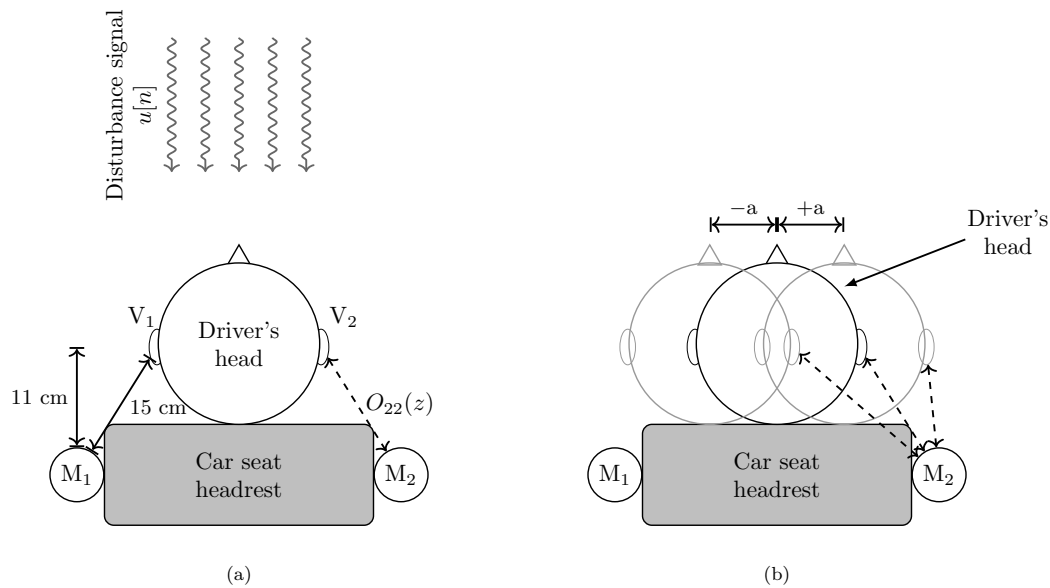 Disturbance signal
u[n]
V₁
V₂
Driver's
head
11 cm
15 cm
O₂₂(z)
M₁
Car seat
headrest
M₂
(a)
−a
+a
Driver's
head
M₁
Car seat
headrest
M₂
(b)